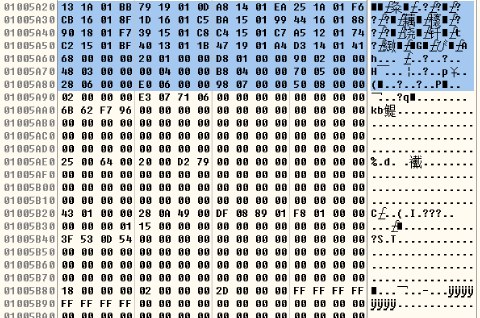 01005A20 13 1A 01 BB 79 19 01 0D A8 14 01 EA 25 1A 01 F6
01005A30 CB 16 01 8F 1D 16 01 C5 BA 15 01 99 44 16 01 88
01005A40 90 18 01 F7 39 15 01 C8 C4 15 01 C7 A5 12 01 74
01005A50 C2 15 01 BF 40 13 01 1B 47 19 01 A4 D3 14 01 41
01005A60 68 00 00 00 20 01 00 00 D8 01 00 00 90 02 00 00
01005A70 48 03 00 00 00 04 00 00 B8 04 00 00 70 05 00 00
01005A80 28 06 00 00 E0 06 00 00 98 07 00 00 50 08 00 00
01005A90 02 00 00 00 E3 07 71 06 00 00 00 00 00 00 00 00
01005AA0 6B 62 F7 96 00 00 00 00 00 00 00 00 00 00 00 00 kb鯷............
01005AB0 00 00 00 00 00 00 00 00 00 00 00 00 00 00 00 00 ................
01005AC0 00 00 00 00 00 00 00 00 00 00 00 00 00 00 00 00 ................
01005AD0 00 00 00 00 00 00 00 00 00 00 00 00 00 00 00 00 ................
01005AE0 25 00 64 00 20 00 D2 79 00 00 00 00 00 00 00 00
01005AF0 00 00 00 00 00 00 00 00 00 00 00 00 00 00 00 00 ................
01005B00 00 00 00 00 00 00 00 00 00 00 00 00 00 00 00 00 ................
01005B10 00 00 00 00 00 00 00 00 00 00 00 00 00 00 00 00 ................
01005B20 43 01 00 00 28 0A 49 00 DF 08 89 01 F8 01 00 00
01005B30 00 00 01 15 00 00 00 00 00 00 00 00 00 00 00 00
01005B40 3F 53 0D 54 00 00 00 00 00 00 00 00 00 00 00 00 ?S.T............
01005B50 00 00 00 00 00 00 00 00 00 00 00 00 00 00 00 00 ................
01005B60 00 00 00 00 00 00 00 00 00 00 00 00 00 00 00 00 ................
01005B70 00 00 00 00 00 00 00 00 00 00 00 00 00 00 00 00 ................
01005B80 18 00 00 00 02 00 00 00 2D 00 00 00 FF FF FF FF
01005B90 FF FF FF FF 00 00 00 00 00 00 00 00 00 00 00 00 ÿÿÿÿ............